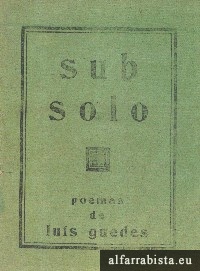 sub
solo
poemas
de
luís guedes
alfarrabista.eu